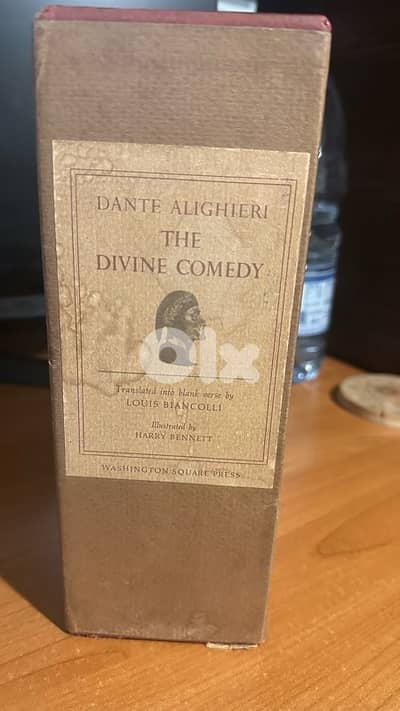 DANTE ALIGHIERI
THE
DIVINE COMEDY
olx
Translated into blank verse by
LOUIS BIANCOLLI
Illustrated by
HARRY BENNETT
WASHINGTON SQUARE PRESS